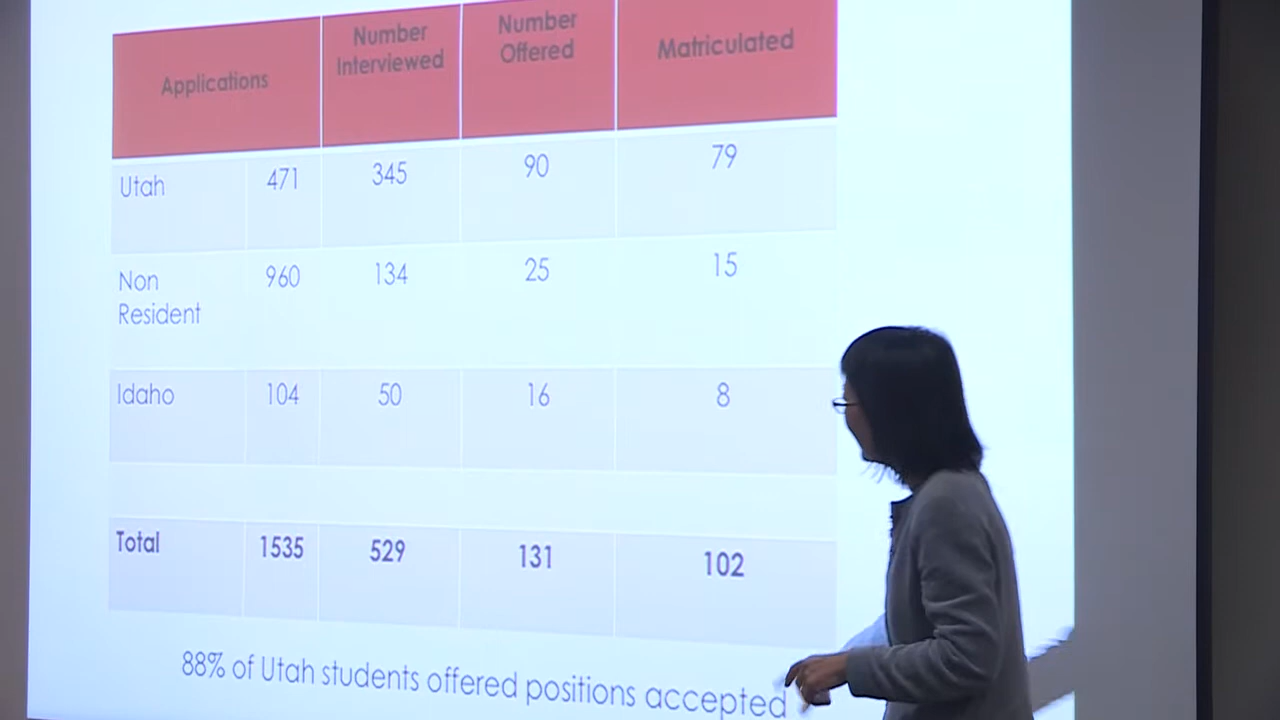 Applications Number Interviewed Number Offered Matriculated
Utah 471 345 90 79
Non Resident 960 134 25 15
Idaho 104 50 16 8
Total 1535 529 131 102
88% of Utah students offered positions accepted